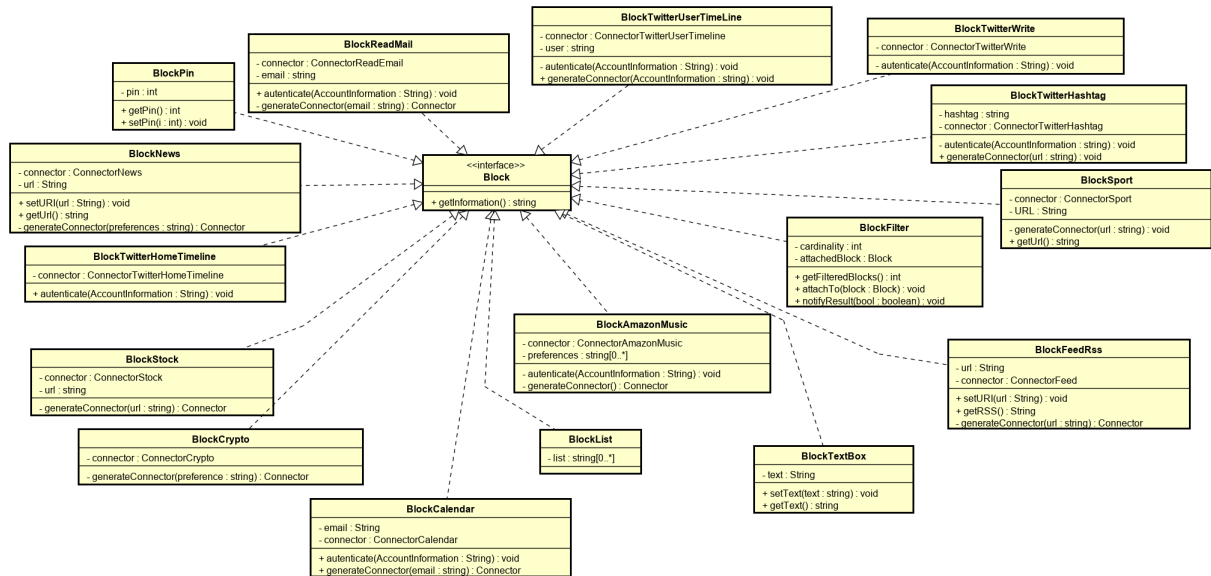 BlockTwitterUserTimeLine
- connector : ConnectorTwitterUserTimeline
- user : string
- autenticate(AccountInformation : String) : void
+ generateConnector(AccountInformation : string) : void
BlockTwitterWrite
- connector : ConnectorTwitterWrite
- autenticate(AccountInformation : String) : void
BlockReadMail
- connector : ConnectorReadEmail
- email : string
+ autenticate(AccountInformation : String) : void
- generateConnector(email : string) : Connector
BlockPin
- pin : int
+ getPin() : int
+ setPin(i : int) : void
BlockTwitterHashtag
- hashtag : string
- connector : ConnectorTwitterHashtag
- autenticate(AccountInformation : string) : void
+ generateConnector(url : string) : void
BlockNews
- connector : ConnectorNews
- url : String
+ setURI(url : String) : void
+ getUrl() : string
- generateConnector(preferences : string) : Connector
<<interface>>
Block
+ getInformation() : string
BlockSport
- connector : ConnectorSport
- URL : String
- generateConnector(url : string) : void
+ getUrl() : string
BlockFilter
- cardinality : int
- attachedBlock : Block
+ getFilteredBlocks() : int
+ attachTo(block : Block) : void
+ notifyResult(bool : boolean) : void
BlockTwitterHomeTimeline
- connector : ConnectorTwitterHomeTimeline
+ autenticate(AccountInformation : String) : void
BlockAmazonMusic
- connector : ConnectorAmazonMusic
- preferences : string[0..*]
- autenticate(AccountInformation : String) : void
- generateConnector() : Connector
BlockStock
- connector : ConnectorStock
- url : string
- generateConnector(url : string) : Connector
BlockFeedRss
- url : String
- connector : ConnectorFeed
+ setURI(url : String) : void
+ getRSS() : String
- generateConnector(url : string) : Connector
BlockCrypto
- connector : ConnectorCrypto
- generateConnector(preference : string) : Connector
BlockList
- list : string[0..*]
BlockTextBox
- text : String
+ setText(text : string) : void
+ getText() : string
BlockCalendar
- email : String
- connector : ConnectorCalendar
+ autenticate(AccountInformation : String) : void
+ generateConnector(email : string) : Connector